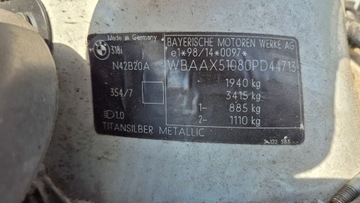 Made in Germany
BAYERISCHE MOTOREN WERKE AG
318i
e1*98/14*0097*
N42B20A
WBAAX51080PD44713
1940 kg
354/7
3415 kg
1- 885 kg
1.0
2- 1110 kg
TITANSILBER METALLIC